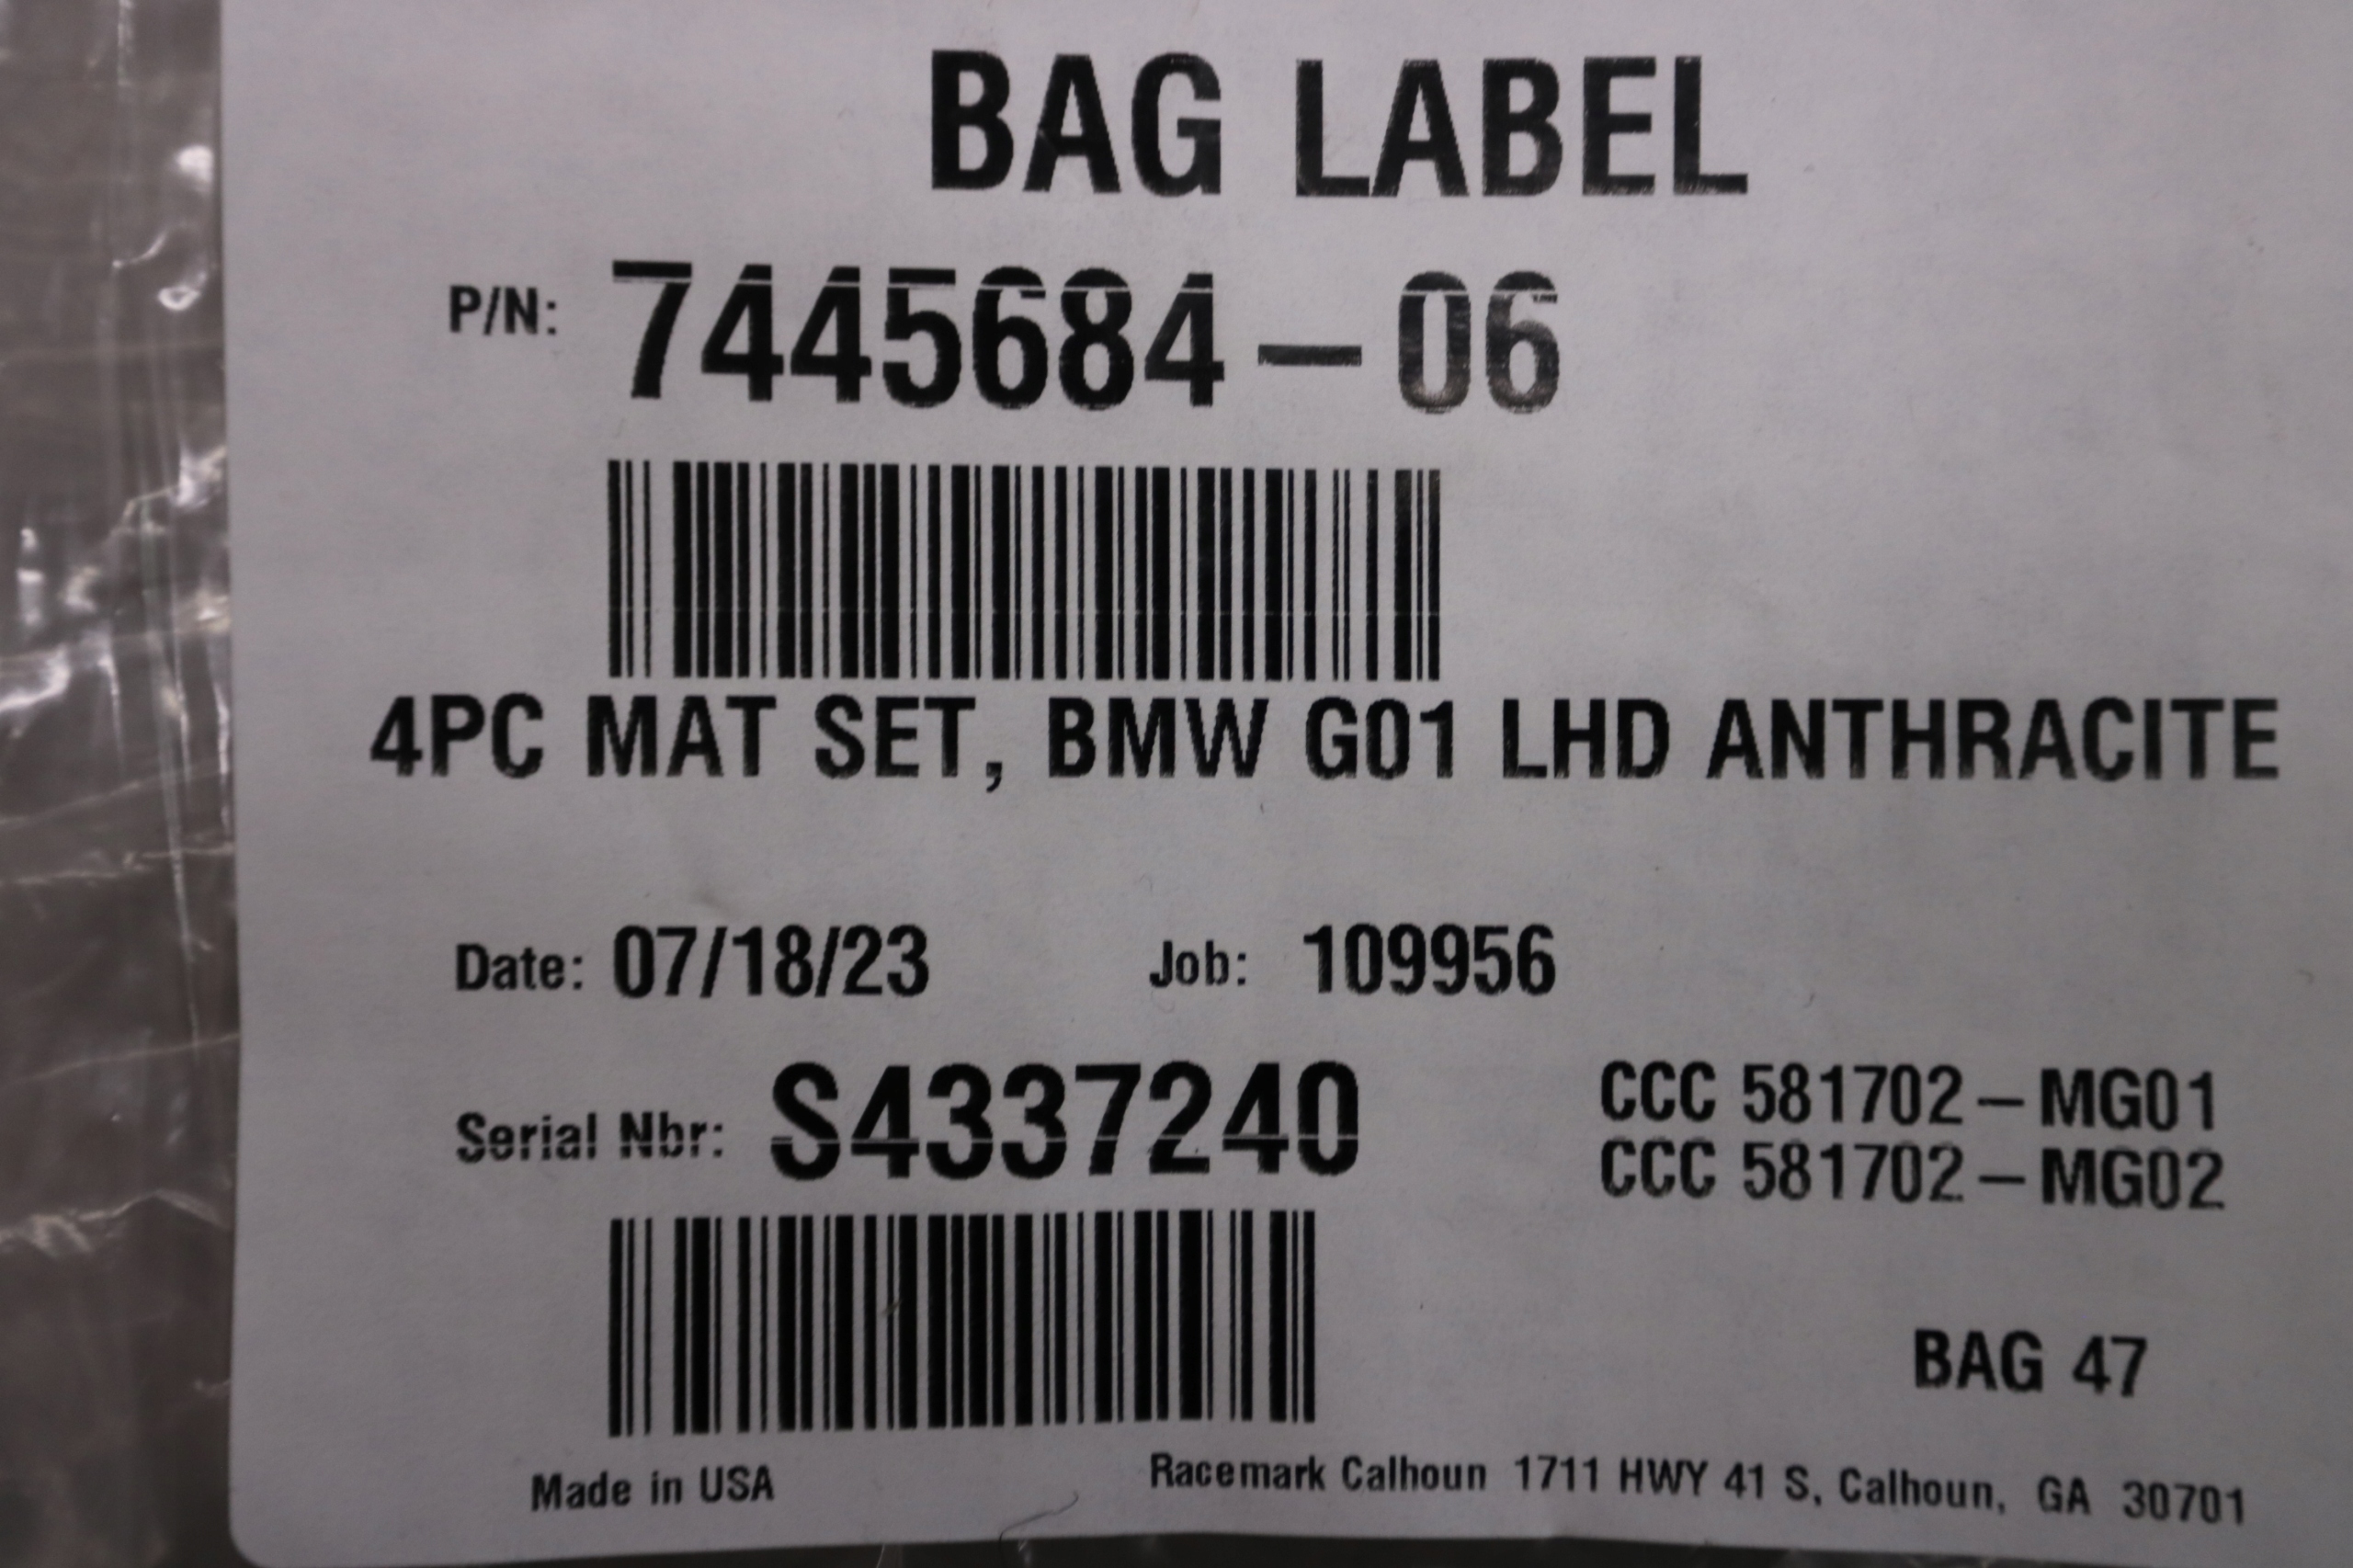 BAG LABEL
P/N: 7445684-06
4PC MAT SET, BMW G01 LHD ANTHRACITE
Date: 07/18/23 Job: 109956
Serial Nbr: S4337240
CCC 581702-MG01
CCC 581702-MG02
BAG 47
Made in USA
Racemark Calhoun 1711 HWY 41 S, Calhoun, GA 30701